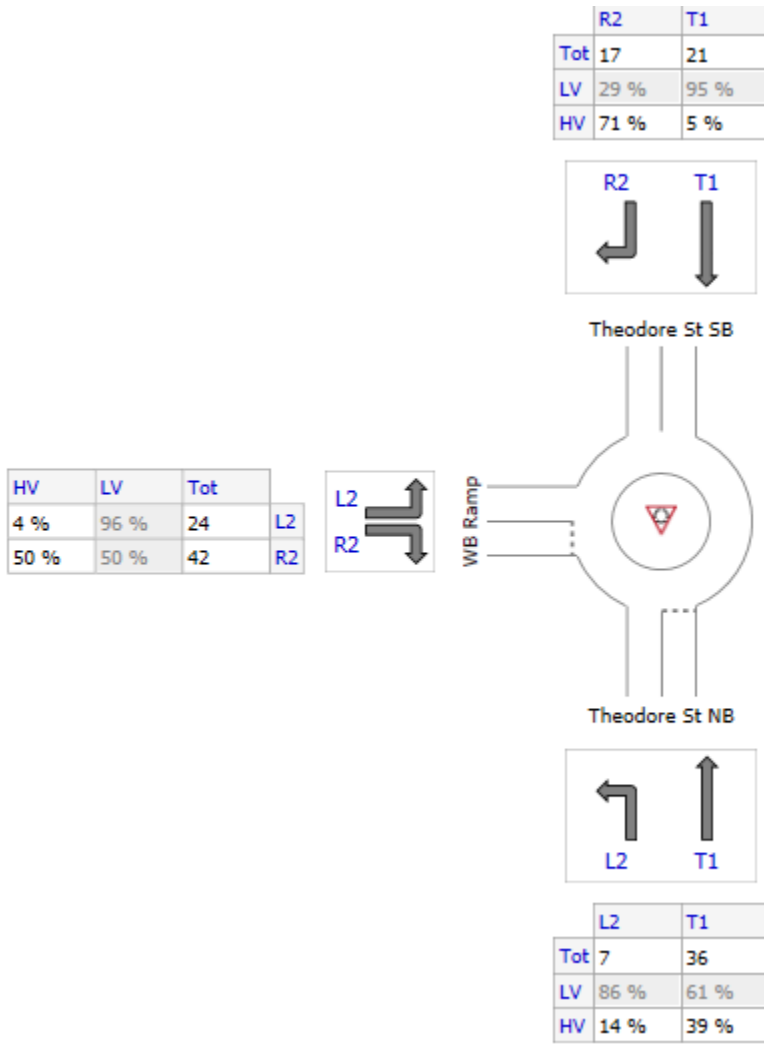 R2 T1
Tot 17 21
LV 29 % 95 %
HV 71 % 5 %
R2 T1
Theodore St SB
HV LV Tot
4 % 96 % 24 L2
50 % 50 % 42 R2
L2
R2
WB Ramp
Theodore St NB
L2 T1
L2 T1
Tot 7 36
LV 86 % 61 %
HV 14 % 39 %